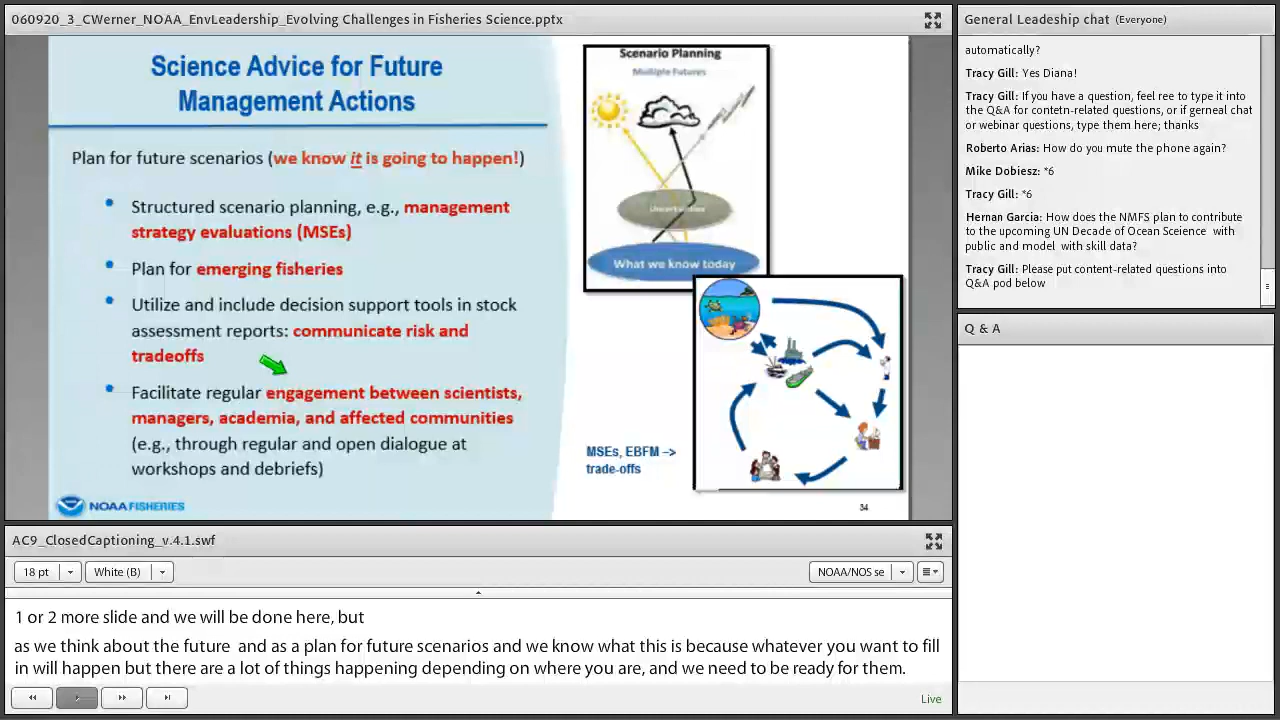 060920_3_CWerner_NOAA_EnvLeadership_Evolving Challenges in Fisheries Science.pptx
Science Advice for Future
Management Actions
Plan for future scenarios (we know it is going to happen!)
Structured scenario planning, e.g., management
strategy evaluations (MSEs)
Plan for emerging fisheries
Utilize and include decision support tools in stock
assessment reports: communicate risk and
tradeoffs
Facilitate regular engagement between scientists,
managers, academia, and affected communities
(e.g., through regular and open dialogue at
workshops and debriefs)
NOAA FISHERIES
Scenario Planning
Multiple Futures
Uncertainties
What we know today
MSEs, EBFM –>
trade-offs
34
General Leadership chat (Everyone)
automatically?
Tracy Gill: Yes Diana!
Tracy Gill: If you have a question, feel ree to type it into
the Q&A for contetn-related questions, or if gerneal chat
or webinar questions, type them here; thanks
Roberto Arias: How do you mute the phone again?
Mike Dobiesz: *6
Tracy Gill: *6
Hernan Garcia: How does the NMFS plan to contribute
to the upcoming UN Decade of Ocean Science with
public and model with skill data?
Tracy Gill: Please put content-related questions into
Q&A pod below
Q & A
AC9_ClosedCaptioning_v.4.1.swf
18 pt
White (B)
NOAA/NOS se
1 or 2 more slide and we will be done here, but
as we think about the future and as a plan for future scenarios and we know what this is because whatever you want to fill
in will happen but there are a lot of things happening depending on where you are, and we need to be ready for them.
Live